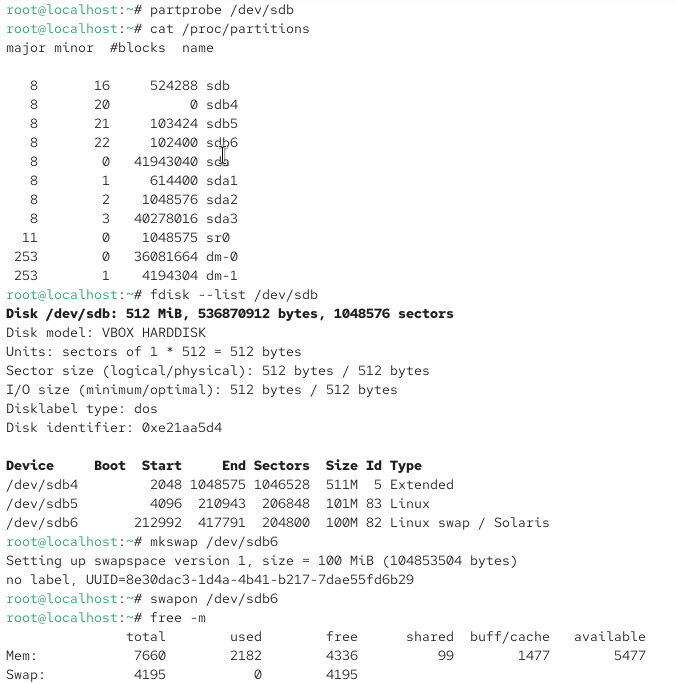 root@localhost:~# partprobe /dev/sdb
root@localhost:~# cat /proc/partitions
major minor  #blocks  name

   8       16     524288 sdb
   8       20          0 sdb4
   8       21     103424 sdb5
   8       22     102400 sdb6
   8        0   41943040 sda
   8        1     614400 sda1
   8        2    1048576 sda2
   8        3   40278016 sda3
  11        0    1048575 sr0
 253        0   36081664 dm-0
 253        1    4194304 dm-1
root@localhost:~# fdisk --list /dev/sdb
Disk /dev/sdb: 512 MiB, 536870912 bytes, 1048576 sectors
Disk model: VBOX HARDDISK
Units: sectors of 1 * 512 = 512 bytes
Sector size (logical/physical): 512 bytes / 512 bytes
I/O size (minimum/optimal): 512 bytes / 512 bytes
Disklabel type: dos
Disk identifier: 0xe21aa5d4

Device     Boot  Start     End Sectors  Size Id Type
/dev/sdb4         2048 1048575 1046528  511M  5 Extended
/dev/sdb5         4096  210943  206848  101M 83 Linux
/dev/sdb6       212992  417791  204800  100M 82 Linux swap / Solaris
root@localhost:~# mkswap /dev/sdb6
Setting up swapspace version 1, size = 100 MiB (104853504 bytes)
no label, UUID=8e30dac3-1d4a-4b41-b217-7dae55fd6b29
root@localhost:~# swapon /dev/sdb6
root@localhost:~# free -m
               total        used        free      shared  buff/cache   available
Mem:            7660        2182        4336          99        1477        5477
Swap:           4195           0        4195